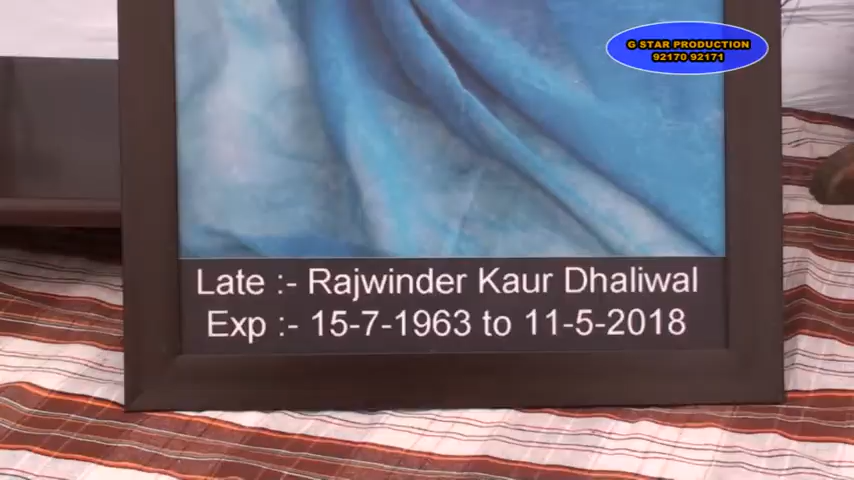 G STAR PRODUCTION
92170 92171
Late :- Rajwinder Kaur Dhaliwal
Exp :- 15-7-1963 to 11-5-2018